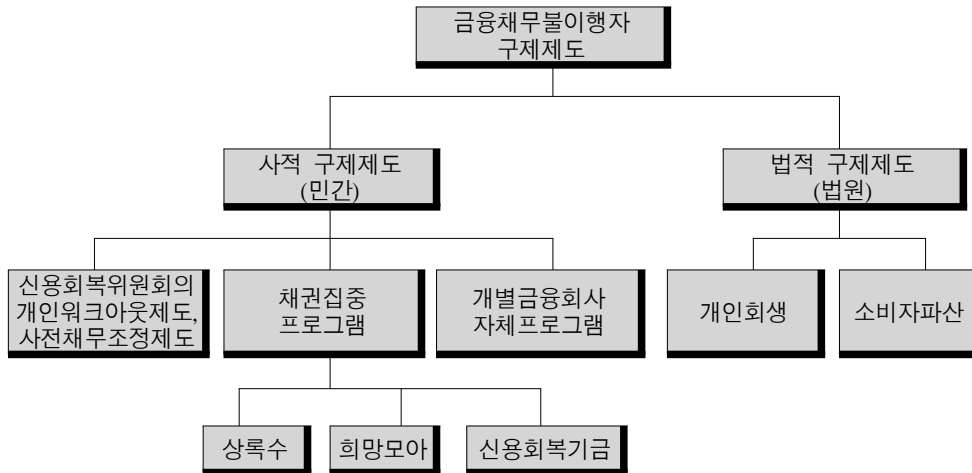 금융채무불이행자
구제제도
사적 구제제도
(민간)
법적 구제제도
(법원)
신용회복위원회의
개인워크아웃제도,
사전채무조정제도
채권집중
프로그램
개별금융회사
자체프로그램
개인회생
소비자파산
상록수
희망모아
신용회복기금